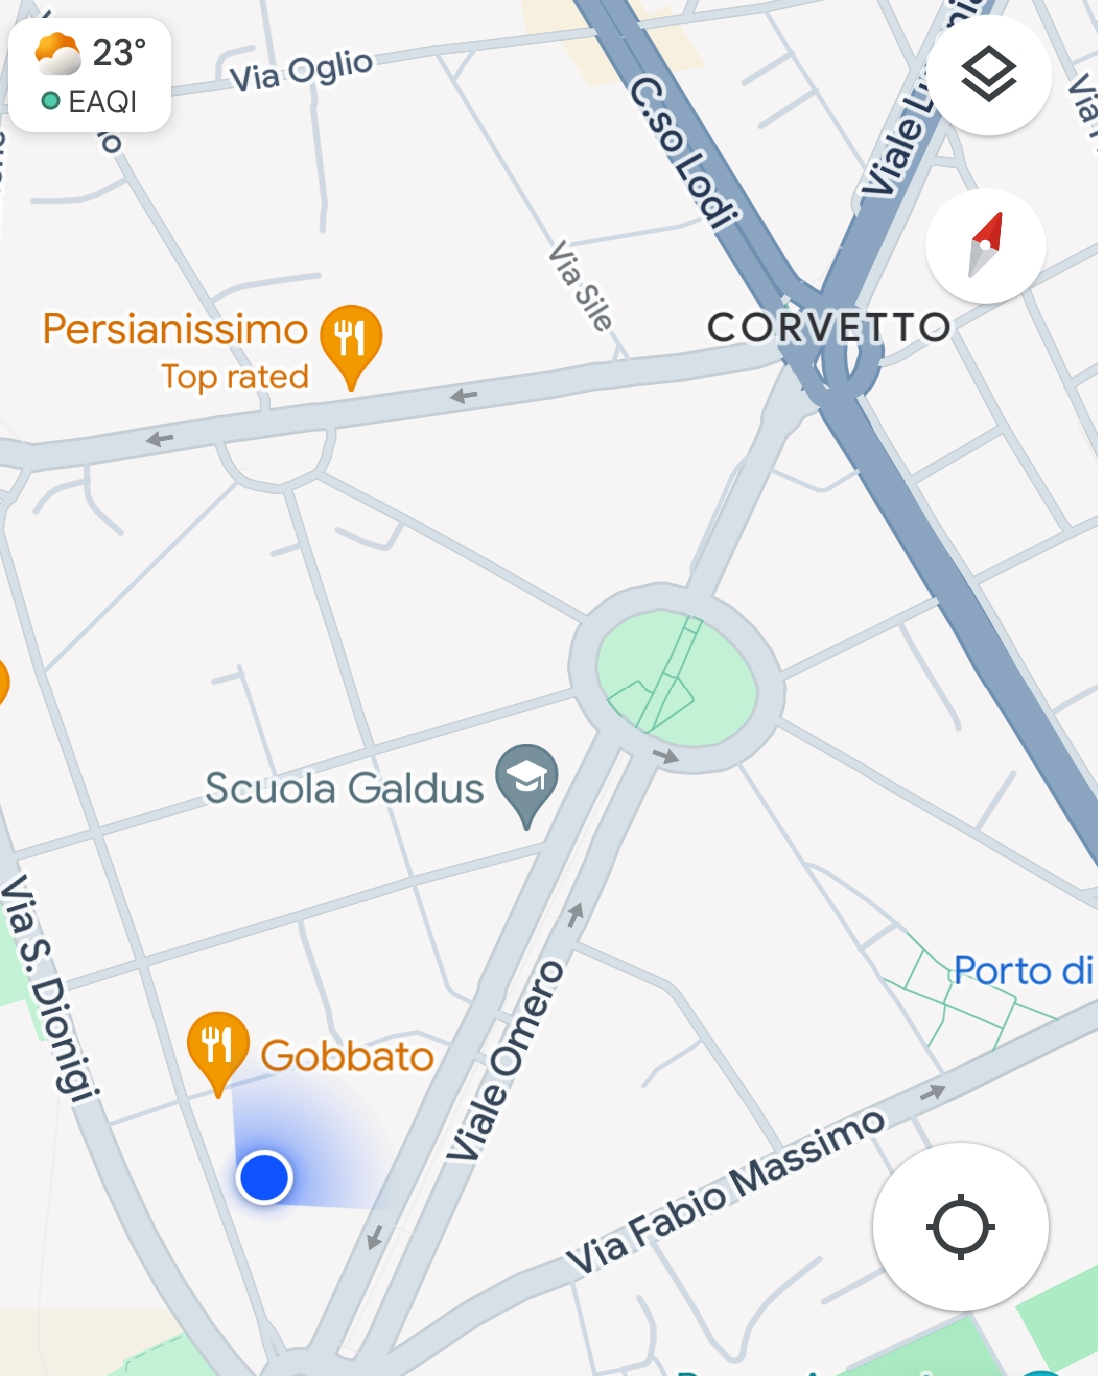 23°
EAQI
Via Oglio
C.so Lodi
Viale
Via Sile
CORVETTO
Persianissimo
Top rated
Scuola Galdus
Via S. Dionigi
Gobbato
Viale Omero
Porto di
Via Fabio Massimo